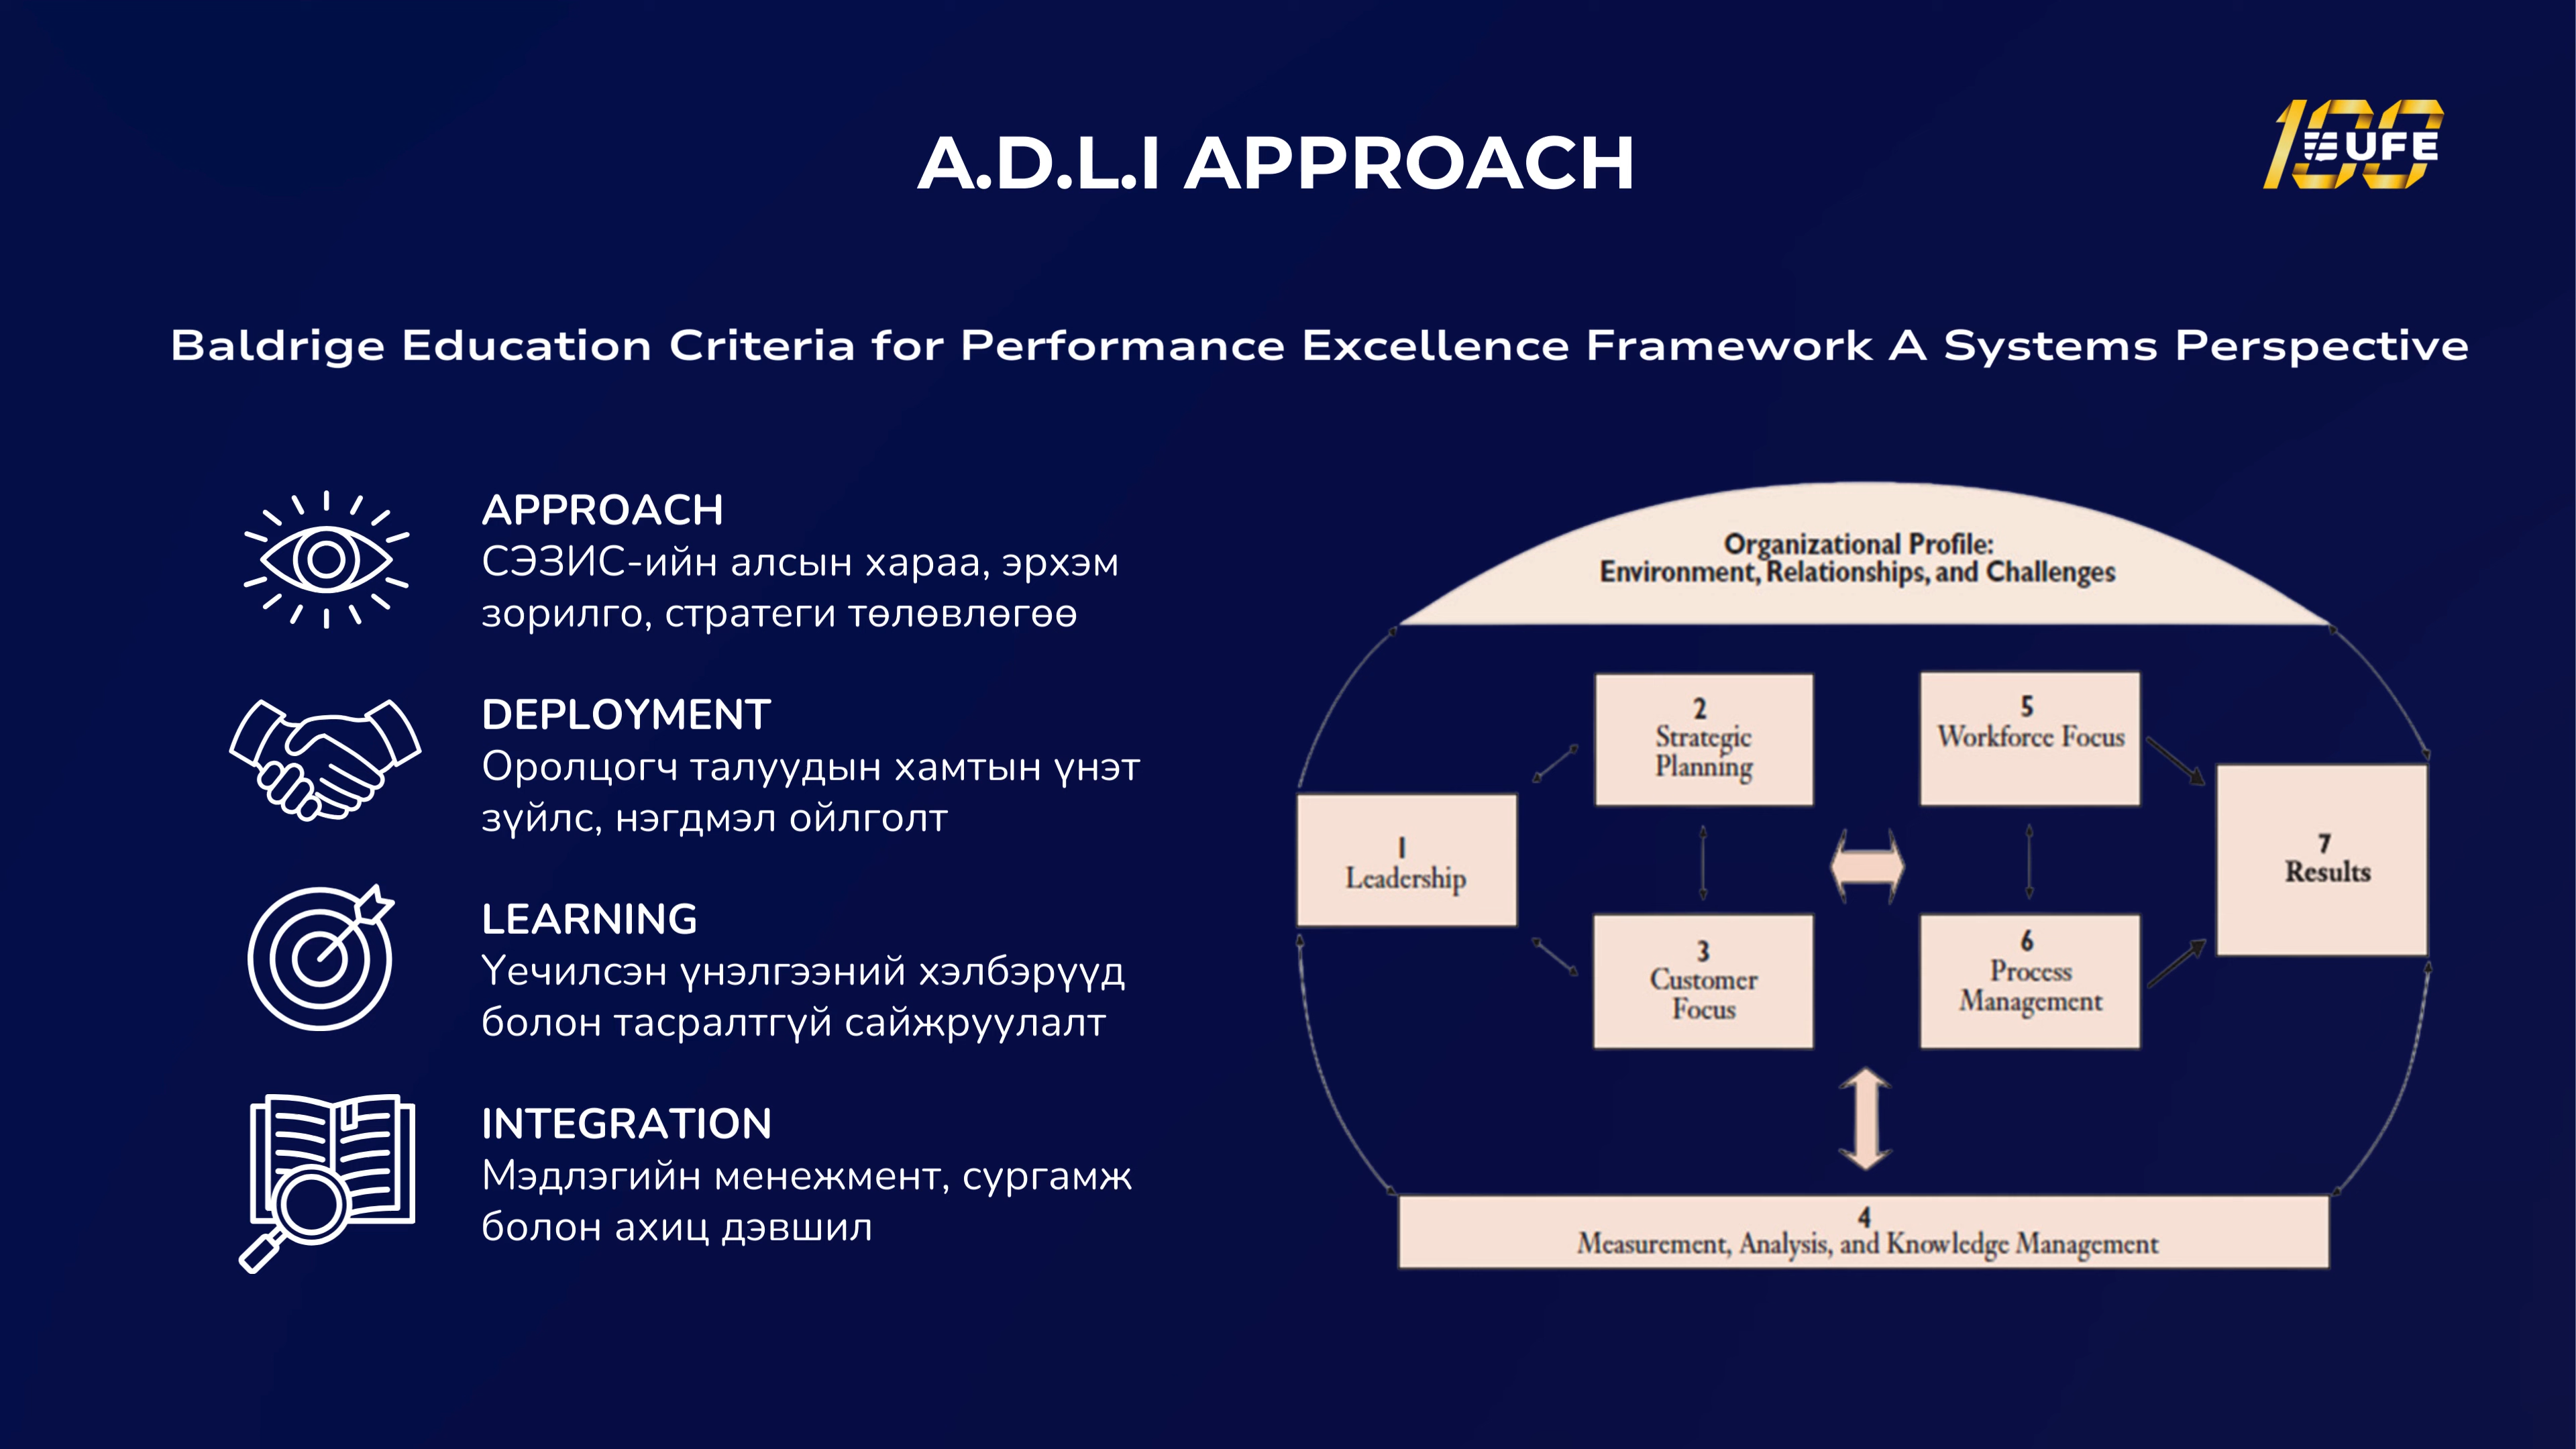 A.D.L.I APPROACH
100
UFE
Baldrige Education Criteria for Performance Excellence Framework A Systems Perspective
APPROACH
СЭЗИС-ийн алсын хараа, эрхэм
зорилго, стратеги төлөвлөгөө
DEPLOYMENT
Оролцогч талуудын хамтын үнэт
зүйлс, нэгдмэл ойлголт
LEARNING
Үечилсэн үнэлгээний хэлбэрүүд
болон тасралтгүй сайжруулалт
INTEGRATION
Мэдлэгийн менежмент, сургамж
болон ахиц дэвшил
Organizational Profile:
Environment, Relationships, and Challenges
1
Leadership
2
Strategic
Planning
3
Customer
Focus
5
Workforce Focus
6
Process
Management
7
Results
4
Measurement, Analysis, and Knowledge Management